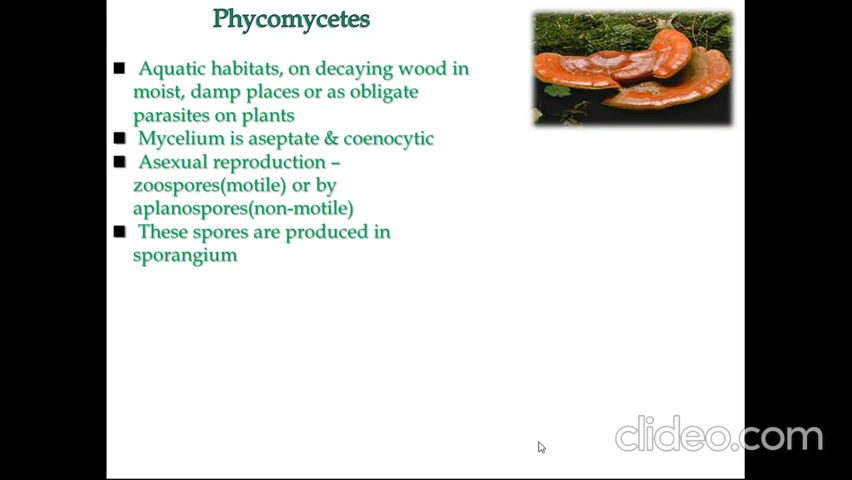 Phycomycetes
Aquatic habitats, on decaying wood in
moist, damp places or as obligate
parasites on plants
Mycelium is aseptate & coenocytic
Asexual reproduction –
zoospores(motile) or by
aplanospores(non-motile)
These spores are produced in
sporangium
clideo.com